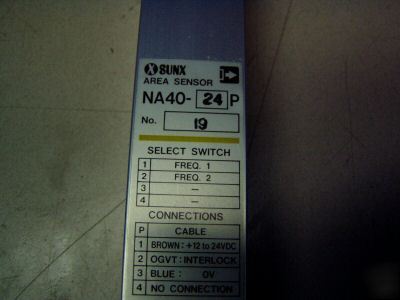 SUNX
AREA SENSOR
NA40-24P
No. 19
SELECT SWITCH
1 FREQ. 1
2 FREQ. 2
3 —
4 —
CONNECTIONS
P CABLE
1 BROWN: +12 to 24VDC
2 OGVT: INTERLOCK
3 BLUE: 0V
4 NO CONNECTION